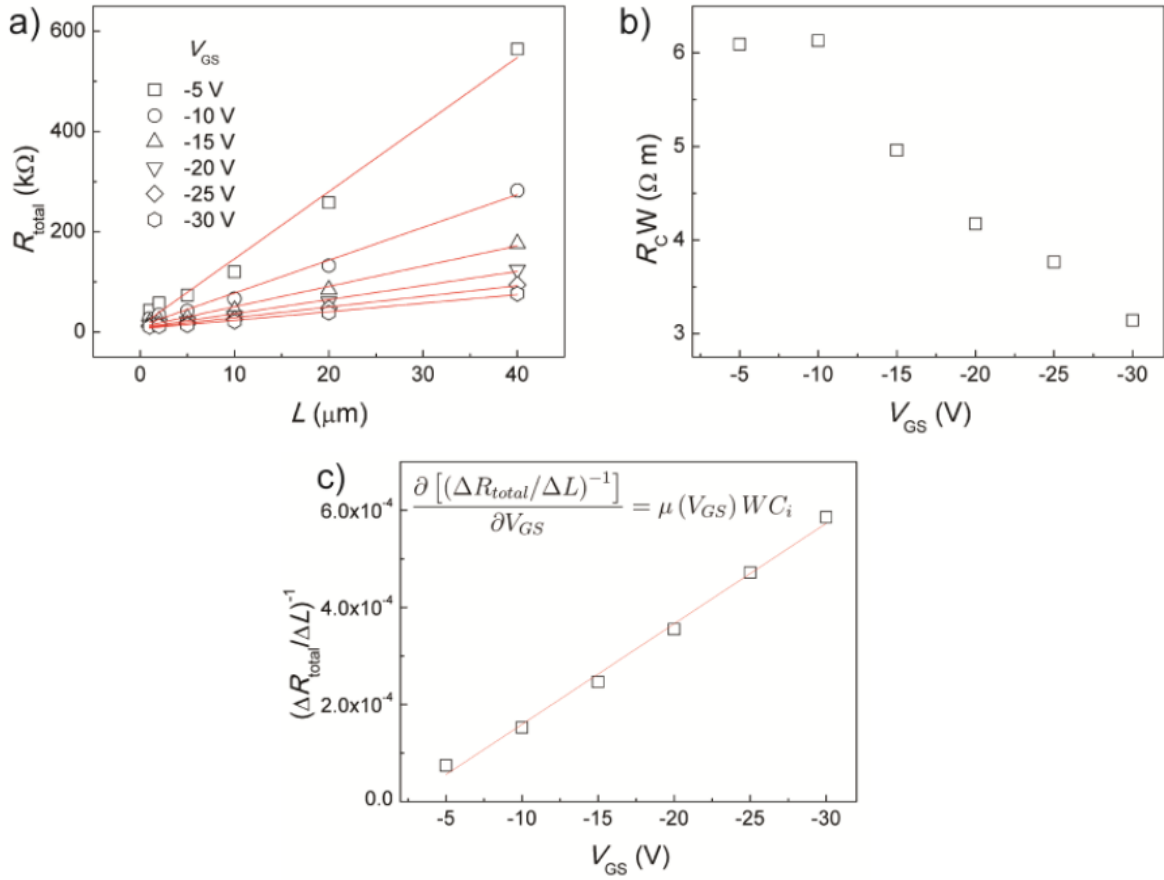 a)
600
400
200
0
R_total (kΩ)
V_GS
-5 V
-10 V
-15 V
-20 V
-25 V
-30 V
0 10 20 30 40
L (μm)
b)
6
5
4
3
R_C W (Ω m)
-5 -10 -15 -20 -25 -30
V_GS (V)
c)
∂[(ΔR_total/ΔL)^-1] / ∂V_GS = μ(V_GS) WC_i
6.0x10^-4
4.0x10^-4
2.0x10^-4
0.0
(ΔR_total/ΔL)^-1
-5 -10 -15 -20 -25 -30
V_GS (V)